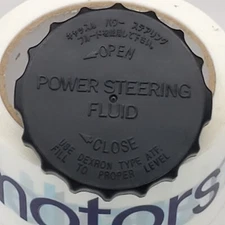 OPEN
POWER STEERING
FLUID
CLOSE
USE DEXRON TYPE ATF.
FILL TO PROPER LEVEL
motors